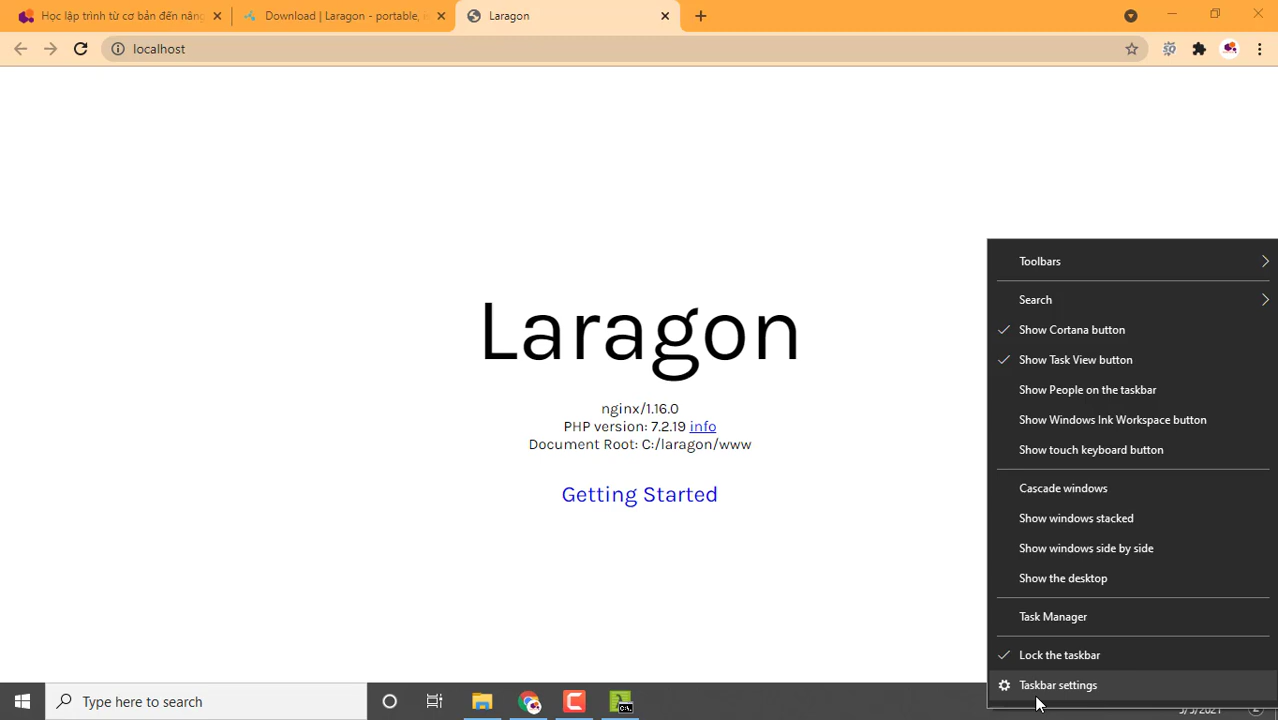 Học lập trình từ cơ bản đến nâng
Download | Laragon - portable, i
Laragon
localhost
Laragon
nginx/1.16.0
PHP version: 7.2.19 info
Document Root: C:/laragon/www
Getting Started
Toolbars
Search
Show Cortana button
Show Task View button
Show People on the taskbar
Show Windows Ink Workspace button
Show touch keyboard button
Cascade windows
Show windows stacked
Show windows side by side
Show the desktop
Task Manager
Lock the taskbar
Taskbar settings
Type here to search